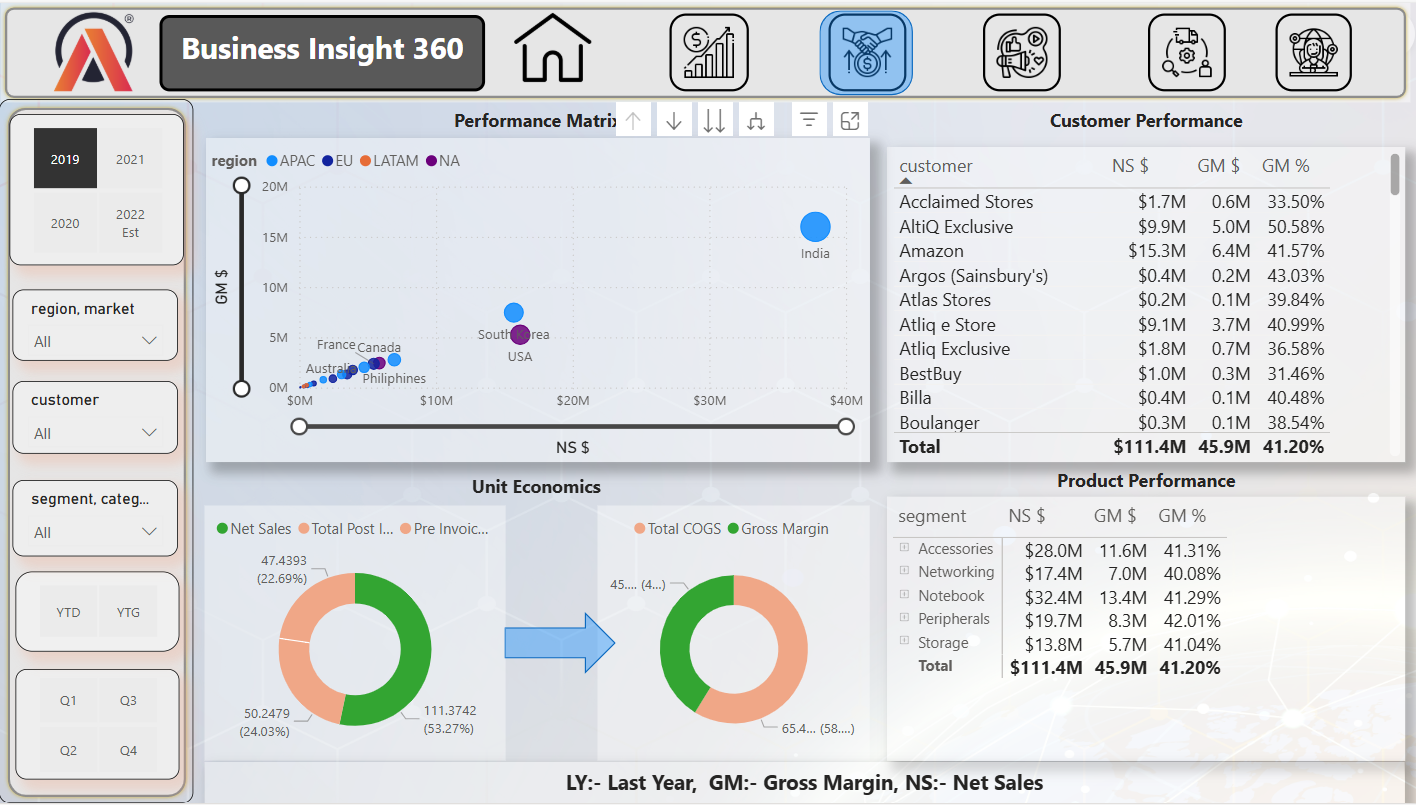 Business Insight 360
2019
2021
2020
2022
Est
region, market
All
customer
All
segment, categ...
All
YTD
YTG
Q1
Q3
Q2
Q4
Performance Matrix
region APAC EU LATAM NA
20M
15M
10M
5M
0M
GM $
India
South Korea
USA
France
Canada
Australia
Philiphines
$0M
$10M
$20M
$30M
$40M
NS $
Customer Performance
customer NS $ GM $ GM %
Acclaimed Stores $1.7M 0.6M 33.50%
AltiQ Exclusive $9.9M 5.0M 50.58%
Amazon $15.3M 6.4M 41.57%
Argos (Sainsbury's) $0.4M 0.2M 43.03%
Atlas Stores $0.2M 0.1M 39.84%
Atliq e Store $9.1M 3.7M 40.99%
Atliq Exclusive $1.8M 0.7M 36.58%
BestBuy $1.0M 0.3M 31.46%
Billa $0.4M 0.1M 40.48%
Boulanger $0.3M 0.1M 38.54%
Total $111.4M 45.9M 41.20%
Unit Economics
Net Sales Total Post I... Pre Invoic...
47.4393
(22.69%)
50.2479
(24.03%)
111.3742
(53.27%)
Total COGS Gross Margin
45.... (4...)
65.4... (58....)
Product Performance
segment NS $ GM $ GM %
Accessories $28.0M 11.6M 41.31%
Networking $17.4M 7.0M 40.08%
Notebook $32.4M 13.4M 41.29%
Peripherals $19.7M 8.3M 42.01%
Storage $13.8M 5.7M 41.04%
Total $111.4M 45.9M 41.20%
LY:- Last Year, GM:- Gross Margin, NS:- Net Sales